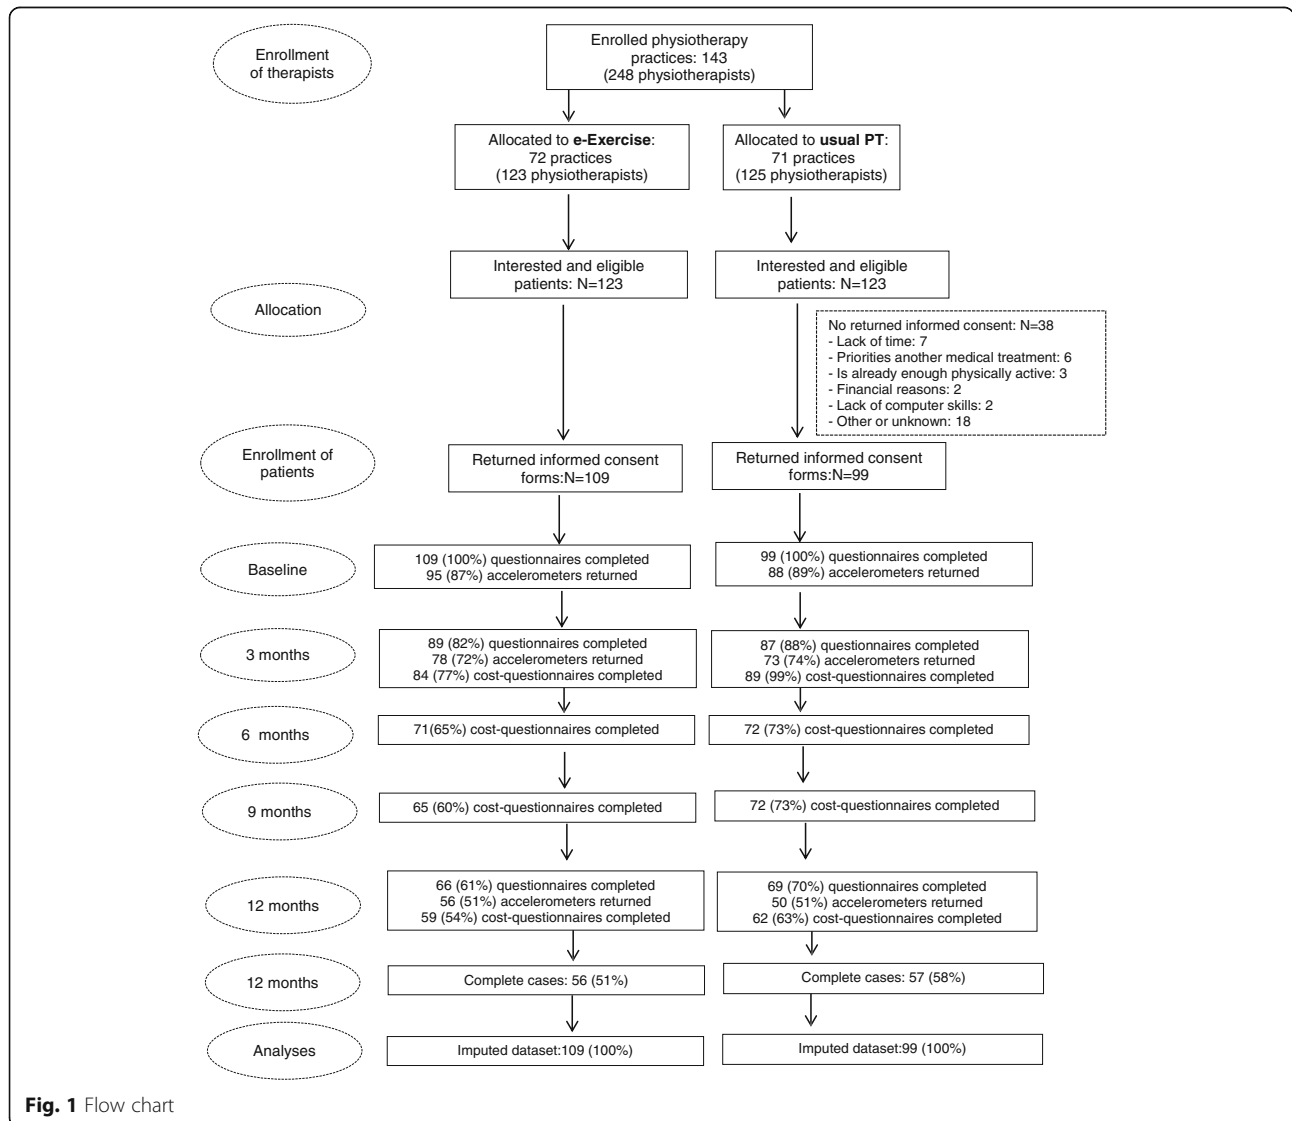 Enrollment
of therapists
Enrolled physiotherapy
practices: 143
(248 physiotherapists)
Allocated to e-Exercise:
72 practices
(123 physiotherapists)
Allocated to usual PT:
71 practices
(125 physiotherapists)
Interested and eligible
patients: N=123
Interested and eligible
patients: N=123
Allocation
No returned informed consent: N=38
- Lack of time: 7
- Priorities another medical treatment: 6
- Is already enough physically active: 3
- Financial reasons: 2
- Lack of computer skills: 2
- Other or unknown: 18
Enrollment of
patients
Returned informed consent
forms:N=109
Returned informed consent
forms:N=99
Baseline
109 (100%) questionnaires completed
95 (87%) accelerometers returned
99 (100%) questionnaires completed
88 (89%) accelerometers returned
3 months
89 (82%) questionnaires completed
78 (72%) accelerometers returned
84 (77%) cost-questionnaires completed
87 (88%) questionnaires completed
73 (74%) accelerometers returned
89 (99%) cost-questionnaires completed
6 months
71(65%) cost-questionnaires completed
72 (73%) cost-questionnaires completed
9 months
65 (60%) cost-questionnaires completed
72 (73%) cost-questionnaires completed
12 months
66 (61%) questionnaires completed
56 (51%) accelerometers returned
59 (54%) cost-questionnaires completed
69 (70%) questionnaires completed
50 (51%) accelerometers returned
62 (63%) cost-questionnaires completed
12 months
Complete cases: 56 (51%)
Complete cases: 57 (58%)
Analyses
Imputed dataset:109 (100%)
Imputed dataset:99 (100%)
Fig. 1 Flow chart